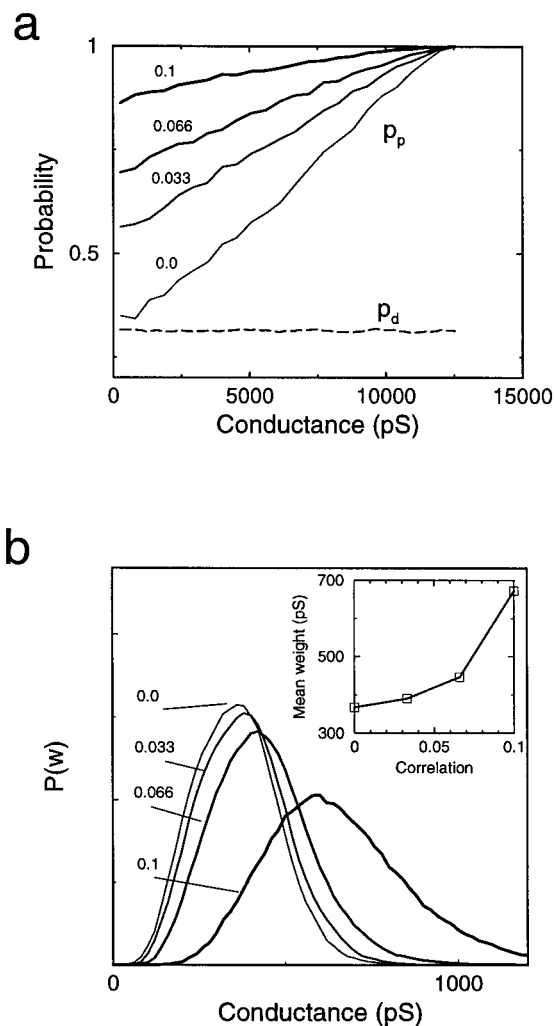 a
1
0.1
0.066
0.033
0.0
0.5
Probability
p_p
p_d
0 5000 10000 15000
Conductance (pS)
b
700
500
300
Mean weight (pS)
0 0.05 0.1
Correlation
0.0
0.033
0.066
0.1
P(w)
0 1000
Conductance (pS)